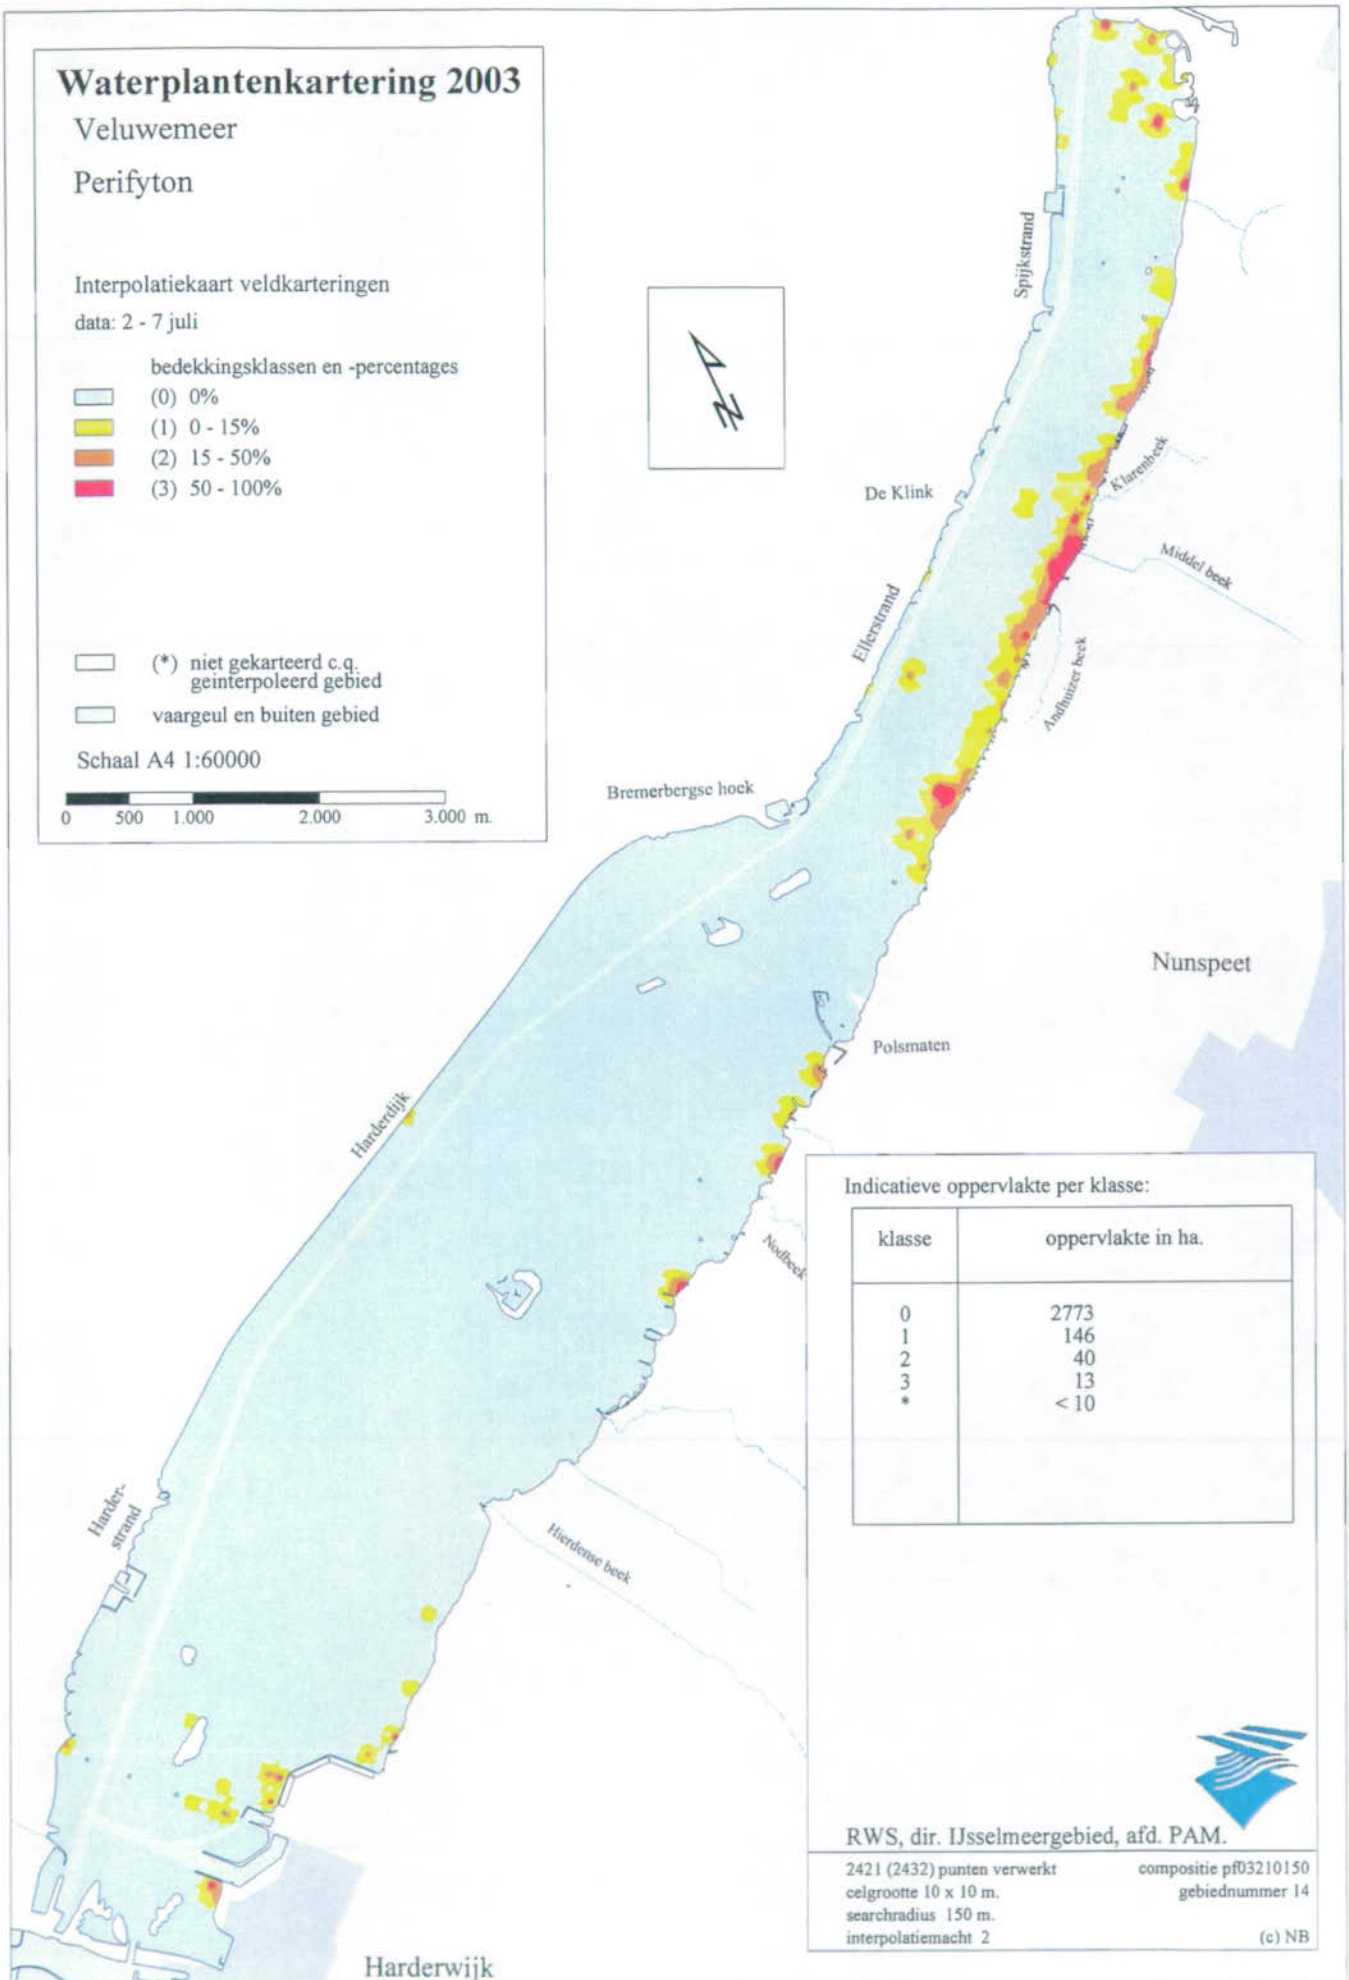 Waterplantenkartering 2003
Veluwemeer
Perifyton
Interpolatiekaart veldkarteringen
data: 2 - 7 juli
bedekkingsklassen en -percentages
(0) 0%
(1) 0 - 15%
(2) 15 - 50%
(3) 50 - 100%
(*) niet gekarteerd c.q.
geinterpoleerd gebied
vaargeul en buiten gebied
Schaal A4 1:60000
0 500 1.000 2.000 3.000 m.
N
Spijkstrand
De Klink
Klarenbeek
Middel beek
Ellerstrand
Andhuizer beek
Bremerbergse hoek
Nunspeet
Polsmaten
Harderdijk
Nodbeek
Harder-
strand
Hierdense beek
Harderwijk
Indicatieve oppervlakte per klasse:
klasse oppervlakte in ha.
0 2773
1 146
2 40
3 13
* < 10
RWS, dir. IJsselmeergebied, afd. PAM.
2421 (2432) punten verwerkt compositie pf03210150
celgrootte 10 x 10 m. gebiednummer 14
searchradius 150 m.
interpolatiemacht 2 (c) NB